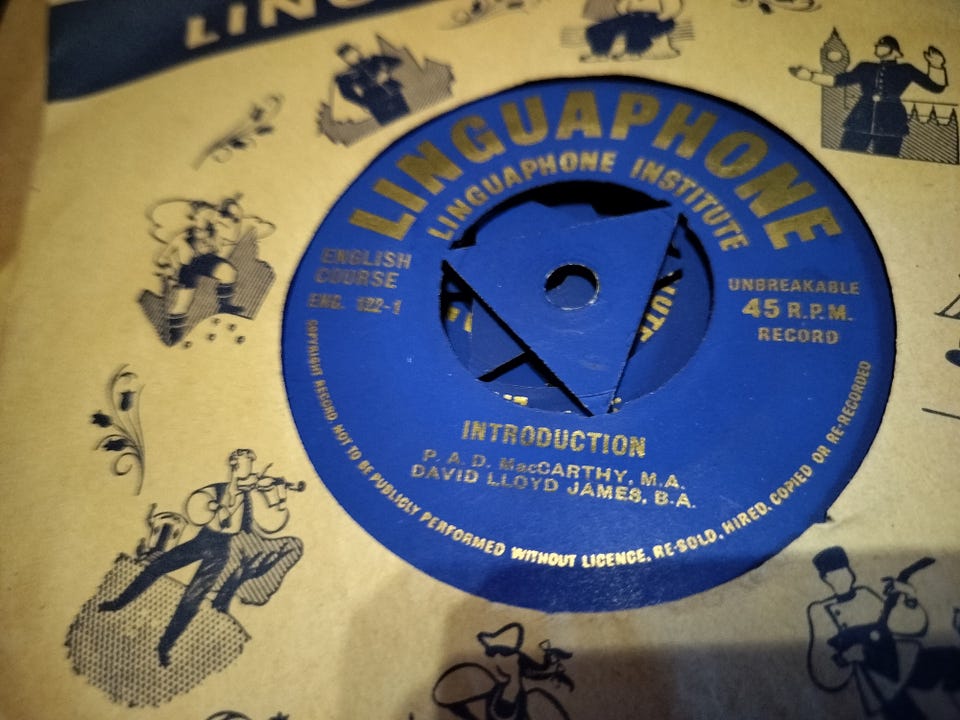 LINGUAPHONE
LINGUAPHONE INSTITUTE
ENGLISH
COURSE
ENG. 122-1
UNBREAKABLE
45 R.P.M.
RECORD
INTRODUCTION
P. A. D. MacCARTHY, M.A.
DAVID LLOYD JAMES, B.A.
COPYRIGHT RECORD. NOT TO BE PUBLICLY PERFORMED WITHOUT LICENCE, RE-SOLD, HIRED, COPIED OR RE-RECORDED